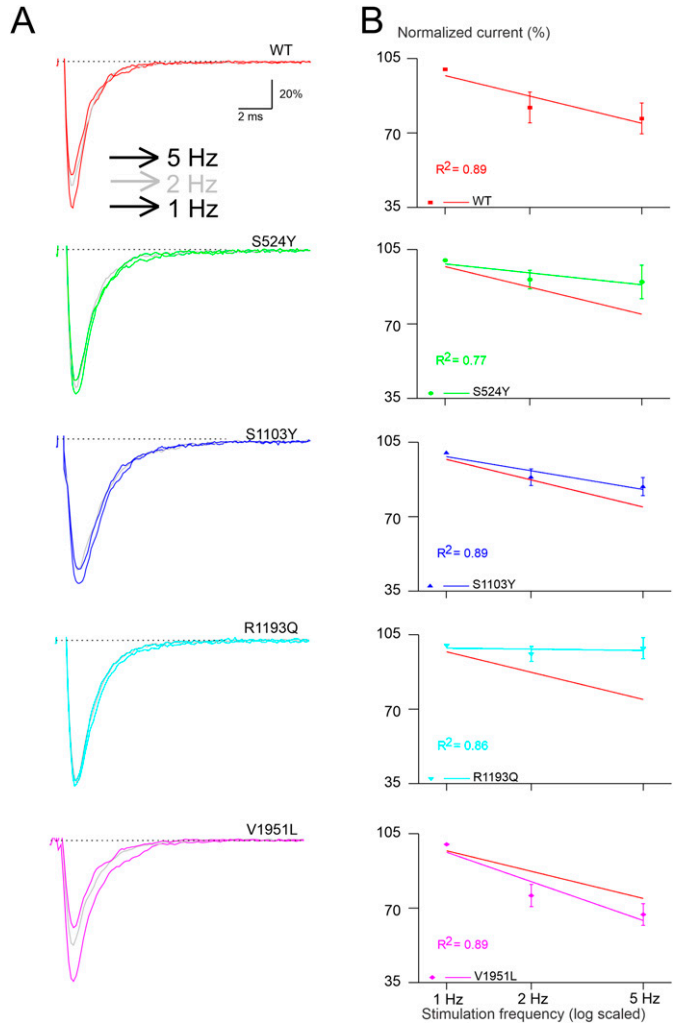 A
WT
20%
2 ms
5 Hz
2 Hz
1 Hz
S524Y
S1103Y
R1193Q
V1951L
B
Normalized current (%)
105
70
R² = 0.89
WT
35
105
70
R² = 0.77
S524Y
35
105
70
R² = 0.89
S1103Y
35
105
70
R² = 0.86
R1193Q
35
105
70
R² = 0.89
V1951L
35
1 Hz 2 Hz 5 Hz
Stimulation frequency (log scaled)